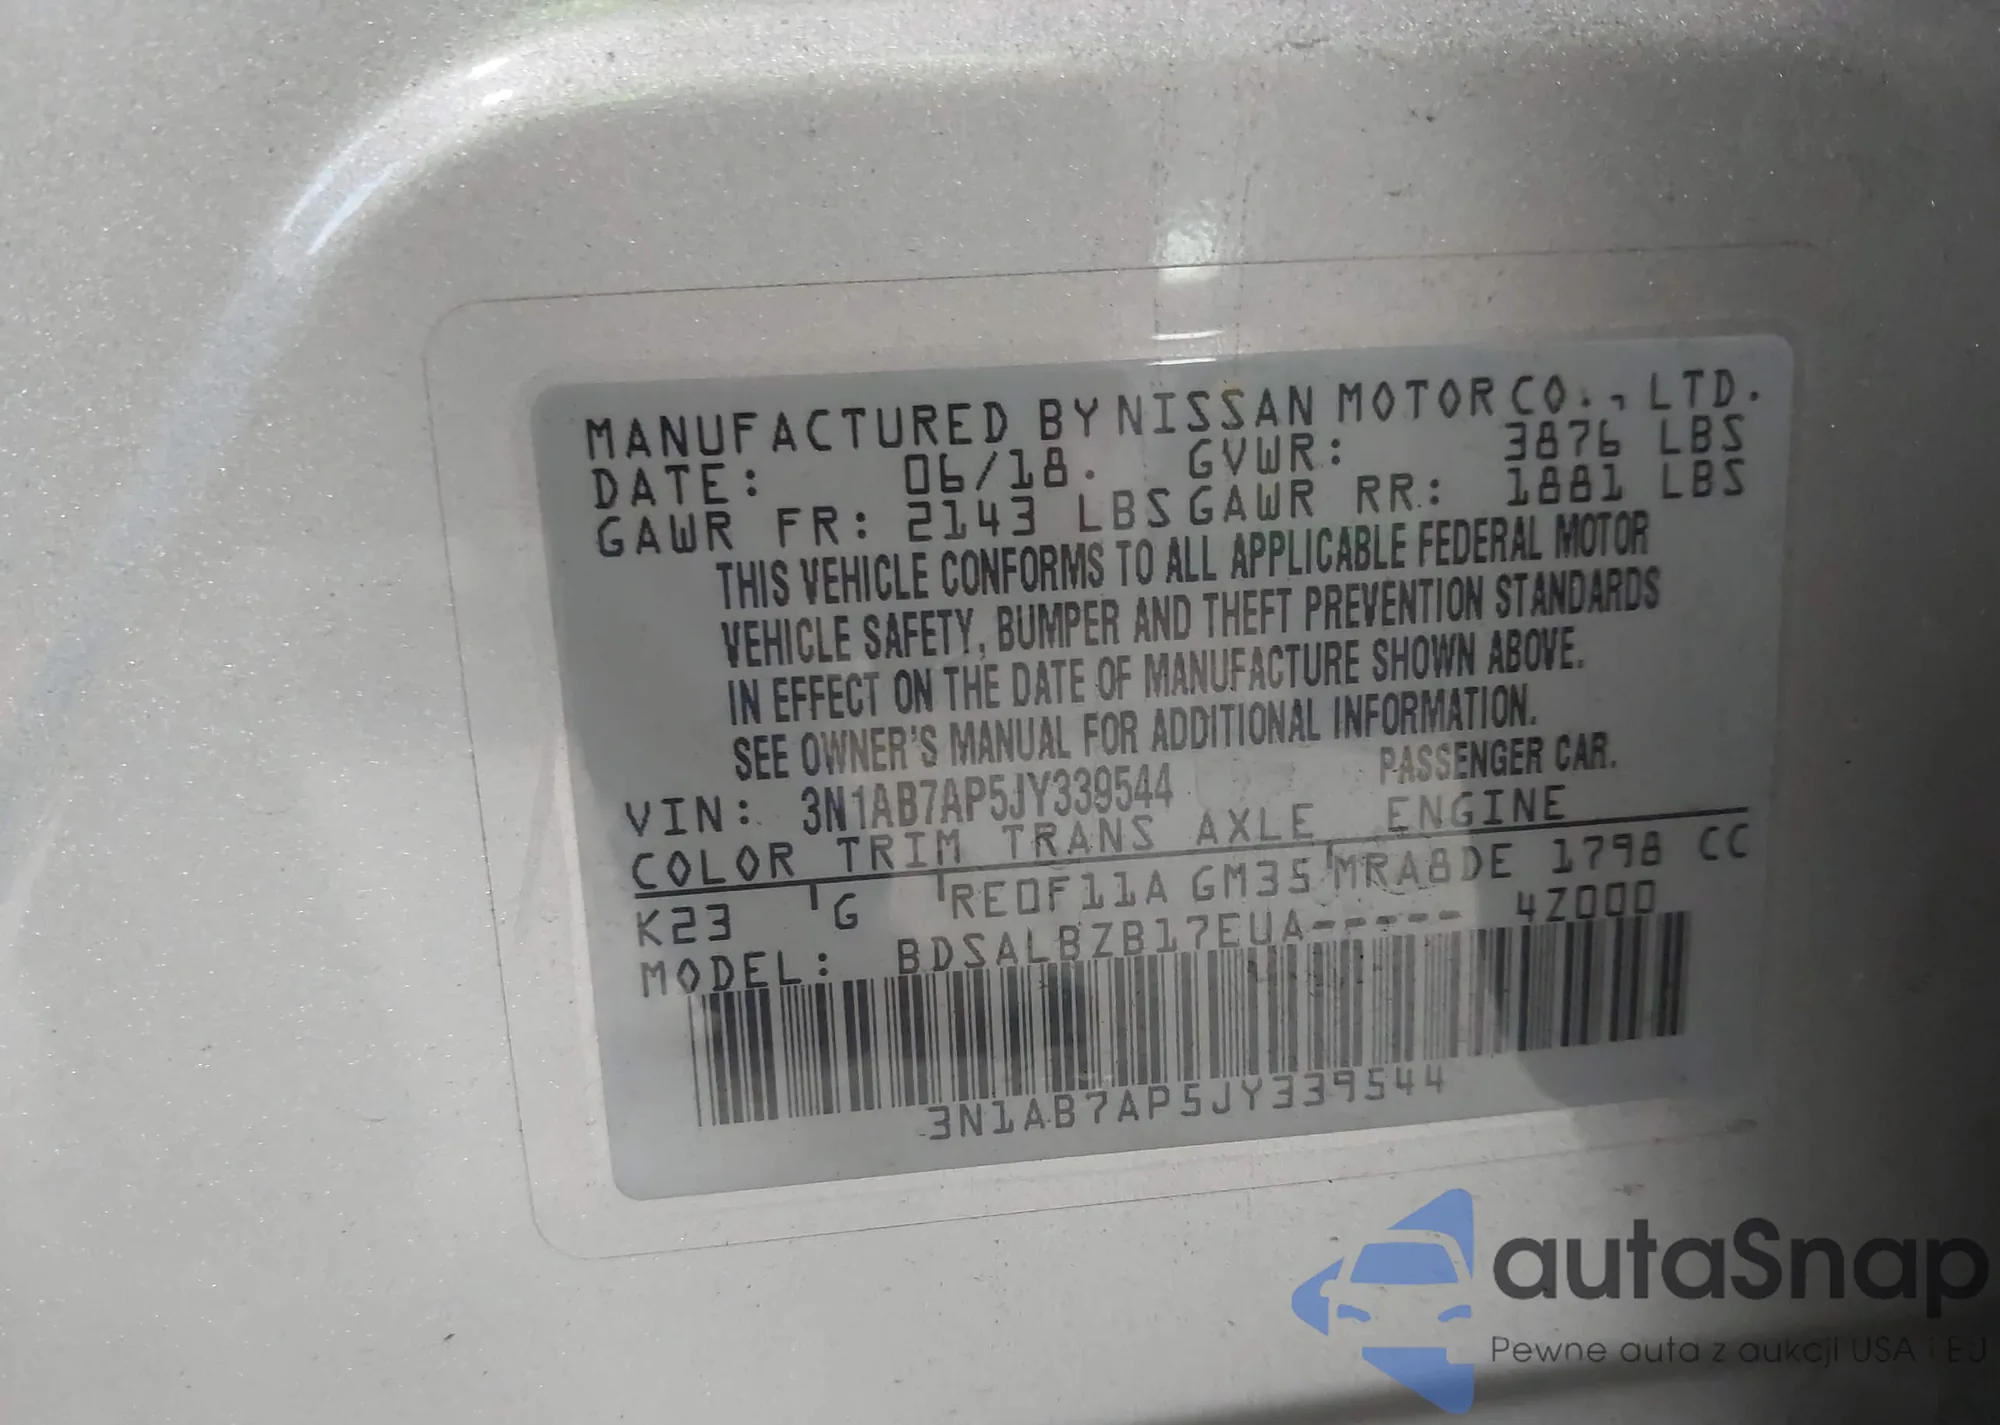 MANUFACTURED BY NISSAN MOTOR CO., LTD.
DATE: 06/18. GVWR: 3876 LBS
GAWR FR: 2143 LBS GAWR RR: 1881 LBS
THIS VEHICLE CONFORMS TO ALL APPLICABLE FEDERAL MOTOR
VEHICLE SAFETY, BUMPER AND THEFT PREVENTION STANDARDS
IN EFFECT ON THE DATE OF MANUFACTURE SHOWN ABOVE.
SEE OWNER'S MANUAL FOR ADDITIONAL INFORMATION.
VIN: 3N1AB7AP5JY339544 PASSENGER CAR.
COLOR TRIM TRANS AXLE ENGINE
K23 G RE0F11A GM35 MRA8DE 1798 CC
MODEL: BDSALBZB17EUA----- 4Z000
3N1AB7AP5JY339544
autaSnap
Pewne auta z aukcji USA i EU